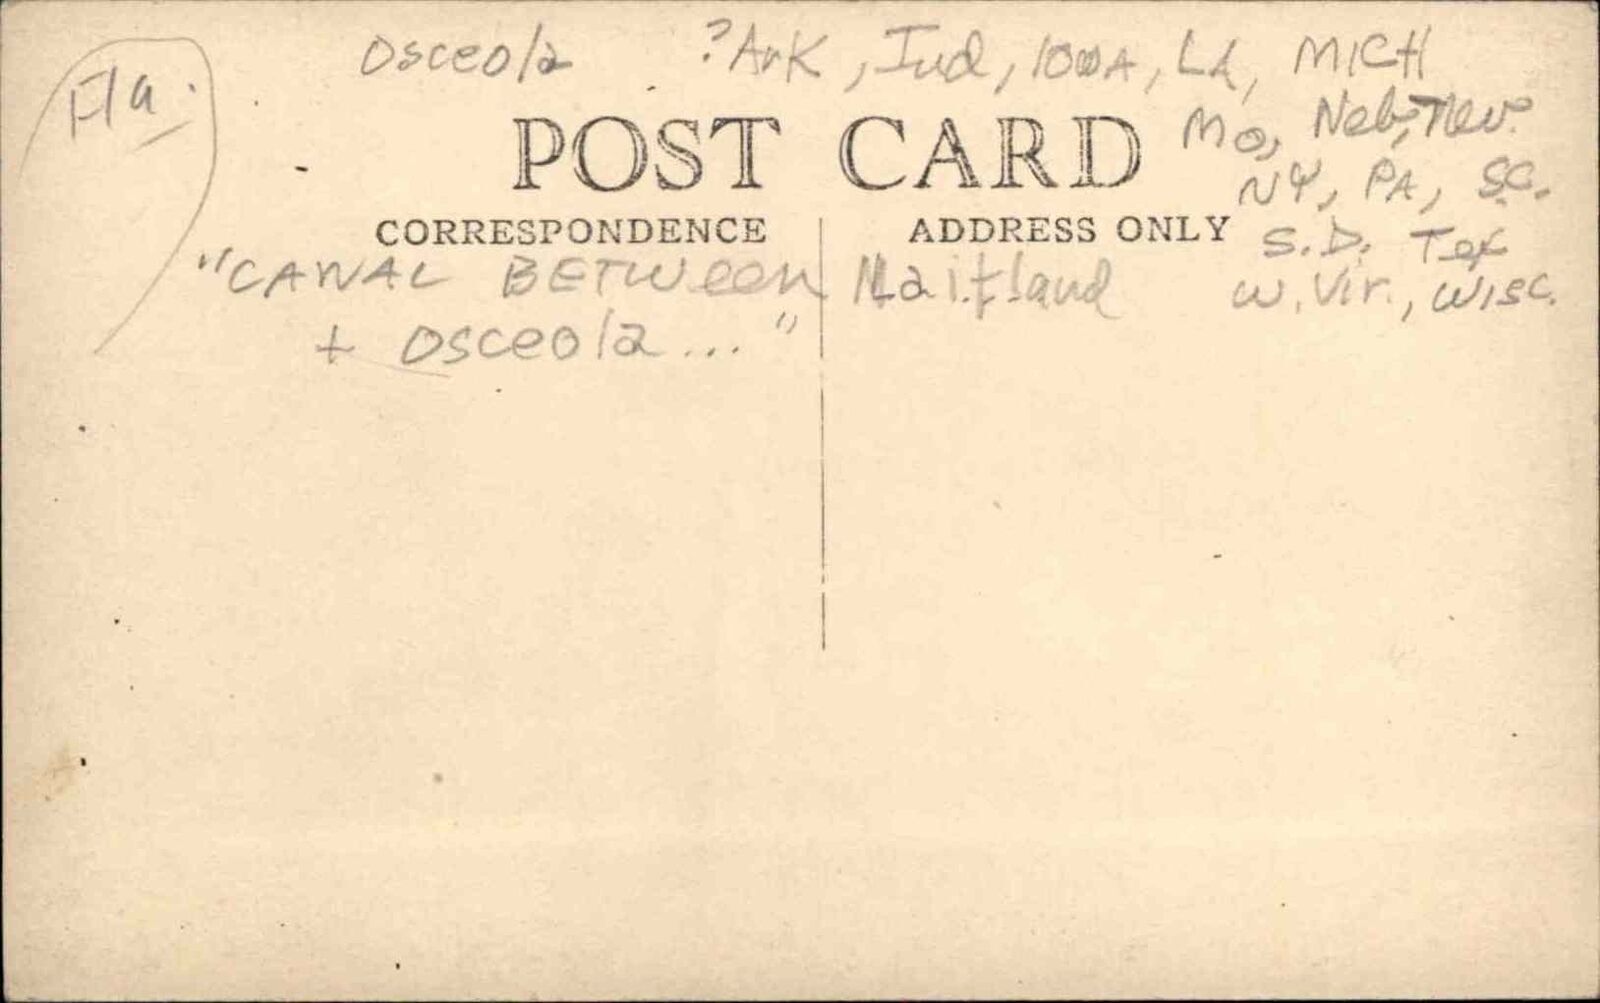 Fla.
Osceola ?Ark, Ind, IOWA, LA, MICH
Mo, Neb, Nev.
NY, PA, SC.
S.D. Tex
W. Vir., WISC.
POST CARD
CORRESPONDENCE ADDRESS ONLY
"CANAL BETWEEN Maitland
+ Osceola..."